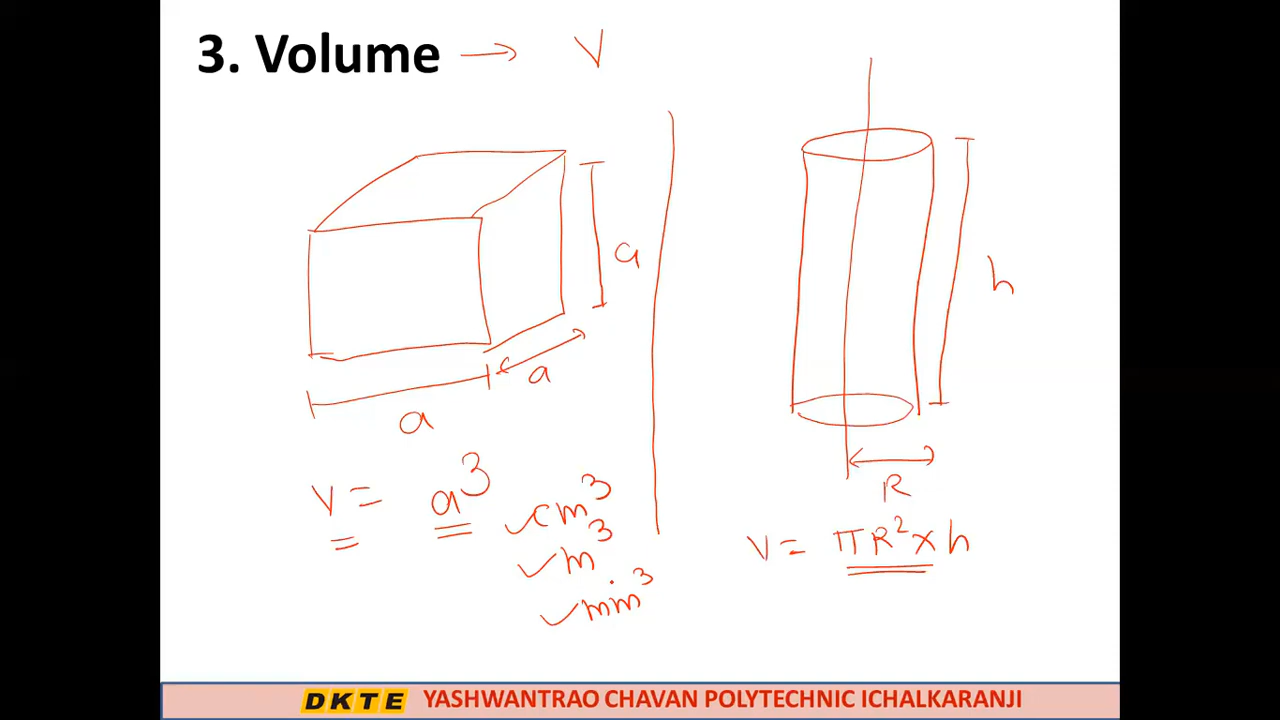 3. Volume → V
a
a
a
V = a³
cm³
m³
mm³
h
R
V = πR² x h
DKTE YASHWANTRAO CHAVAN POLYTECHNIC ICHALKARANJI